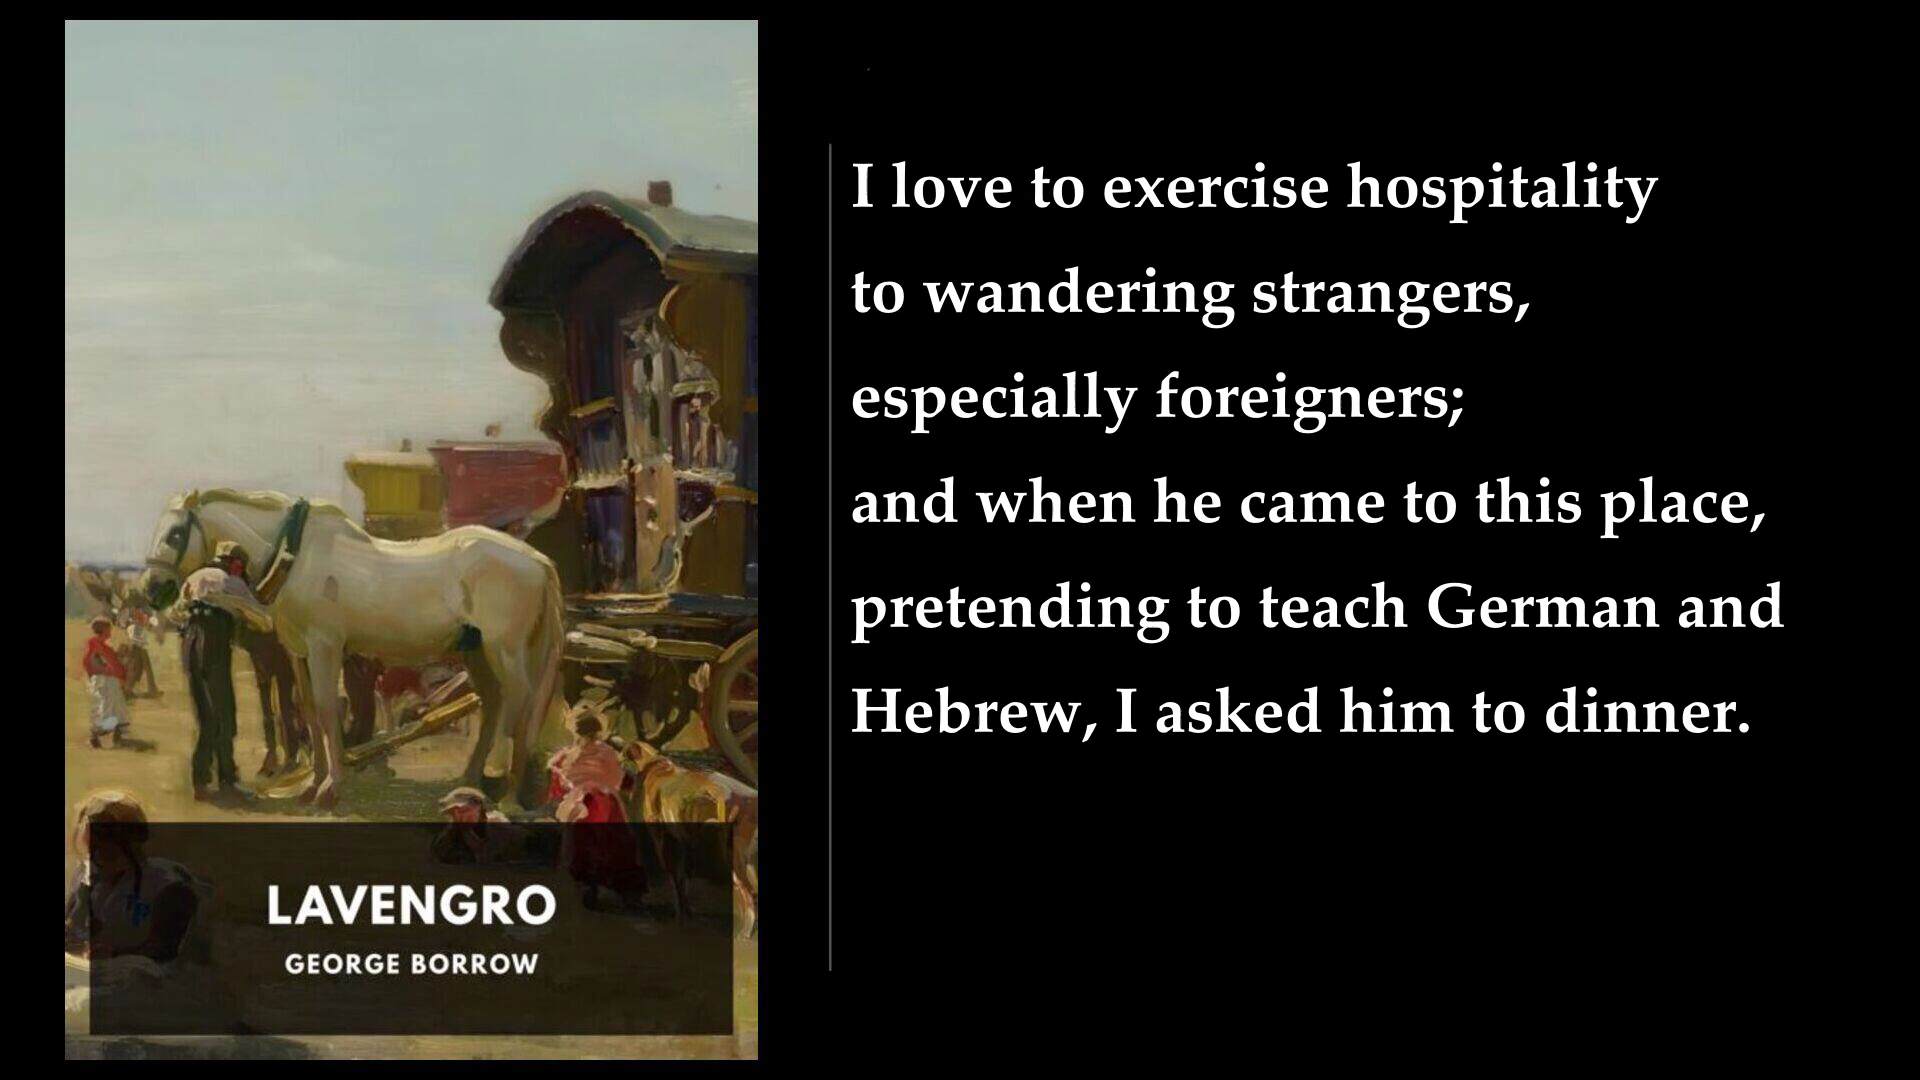 I love to exercise hospitality
to wandering strangers,
especially foreigners;
and when he came to this place,
pretending to teach German and
Hebrew, I asked him to dinner.
LAVENGRO
GEORGE BORROW